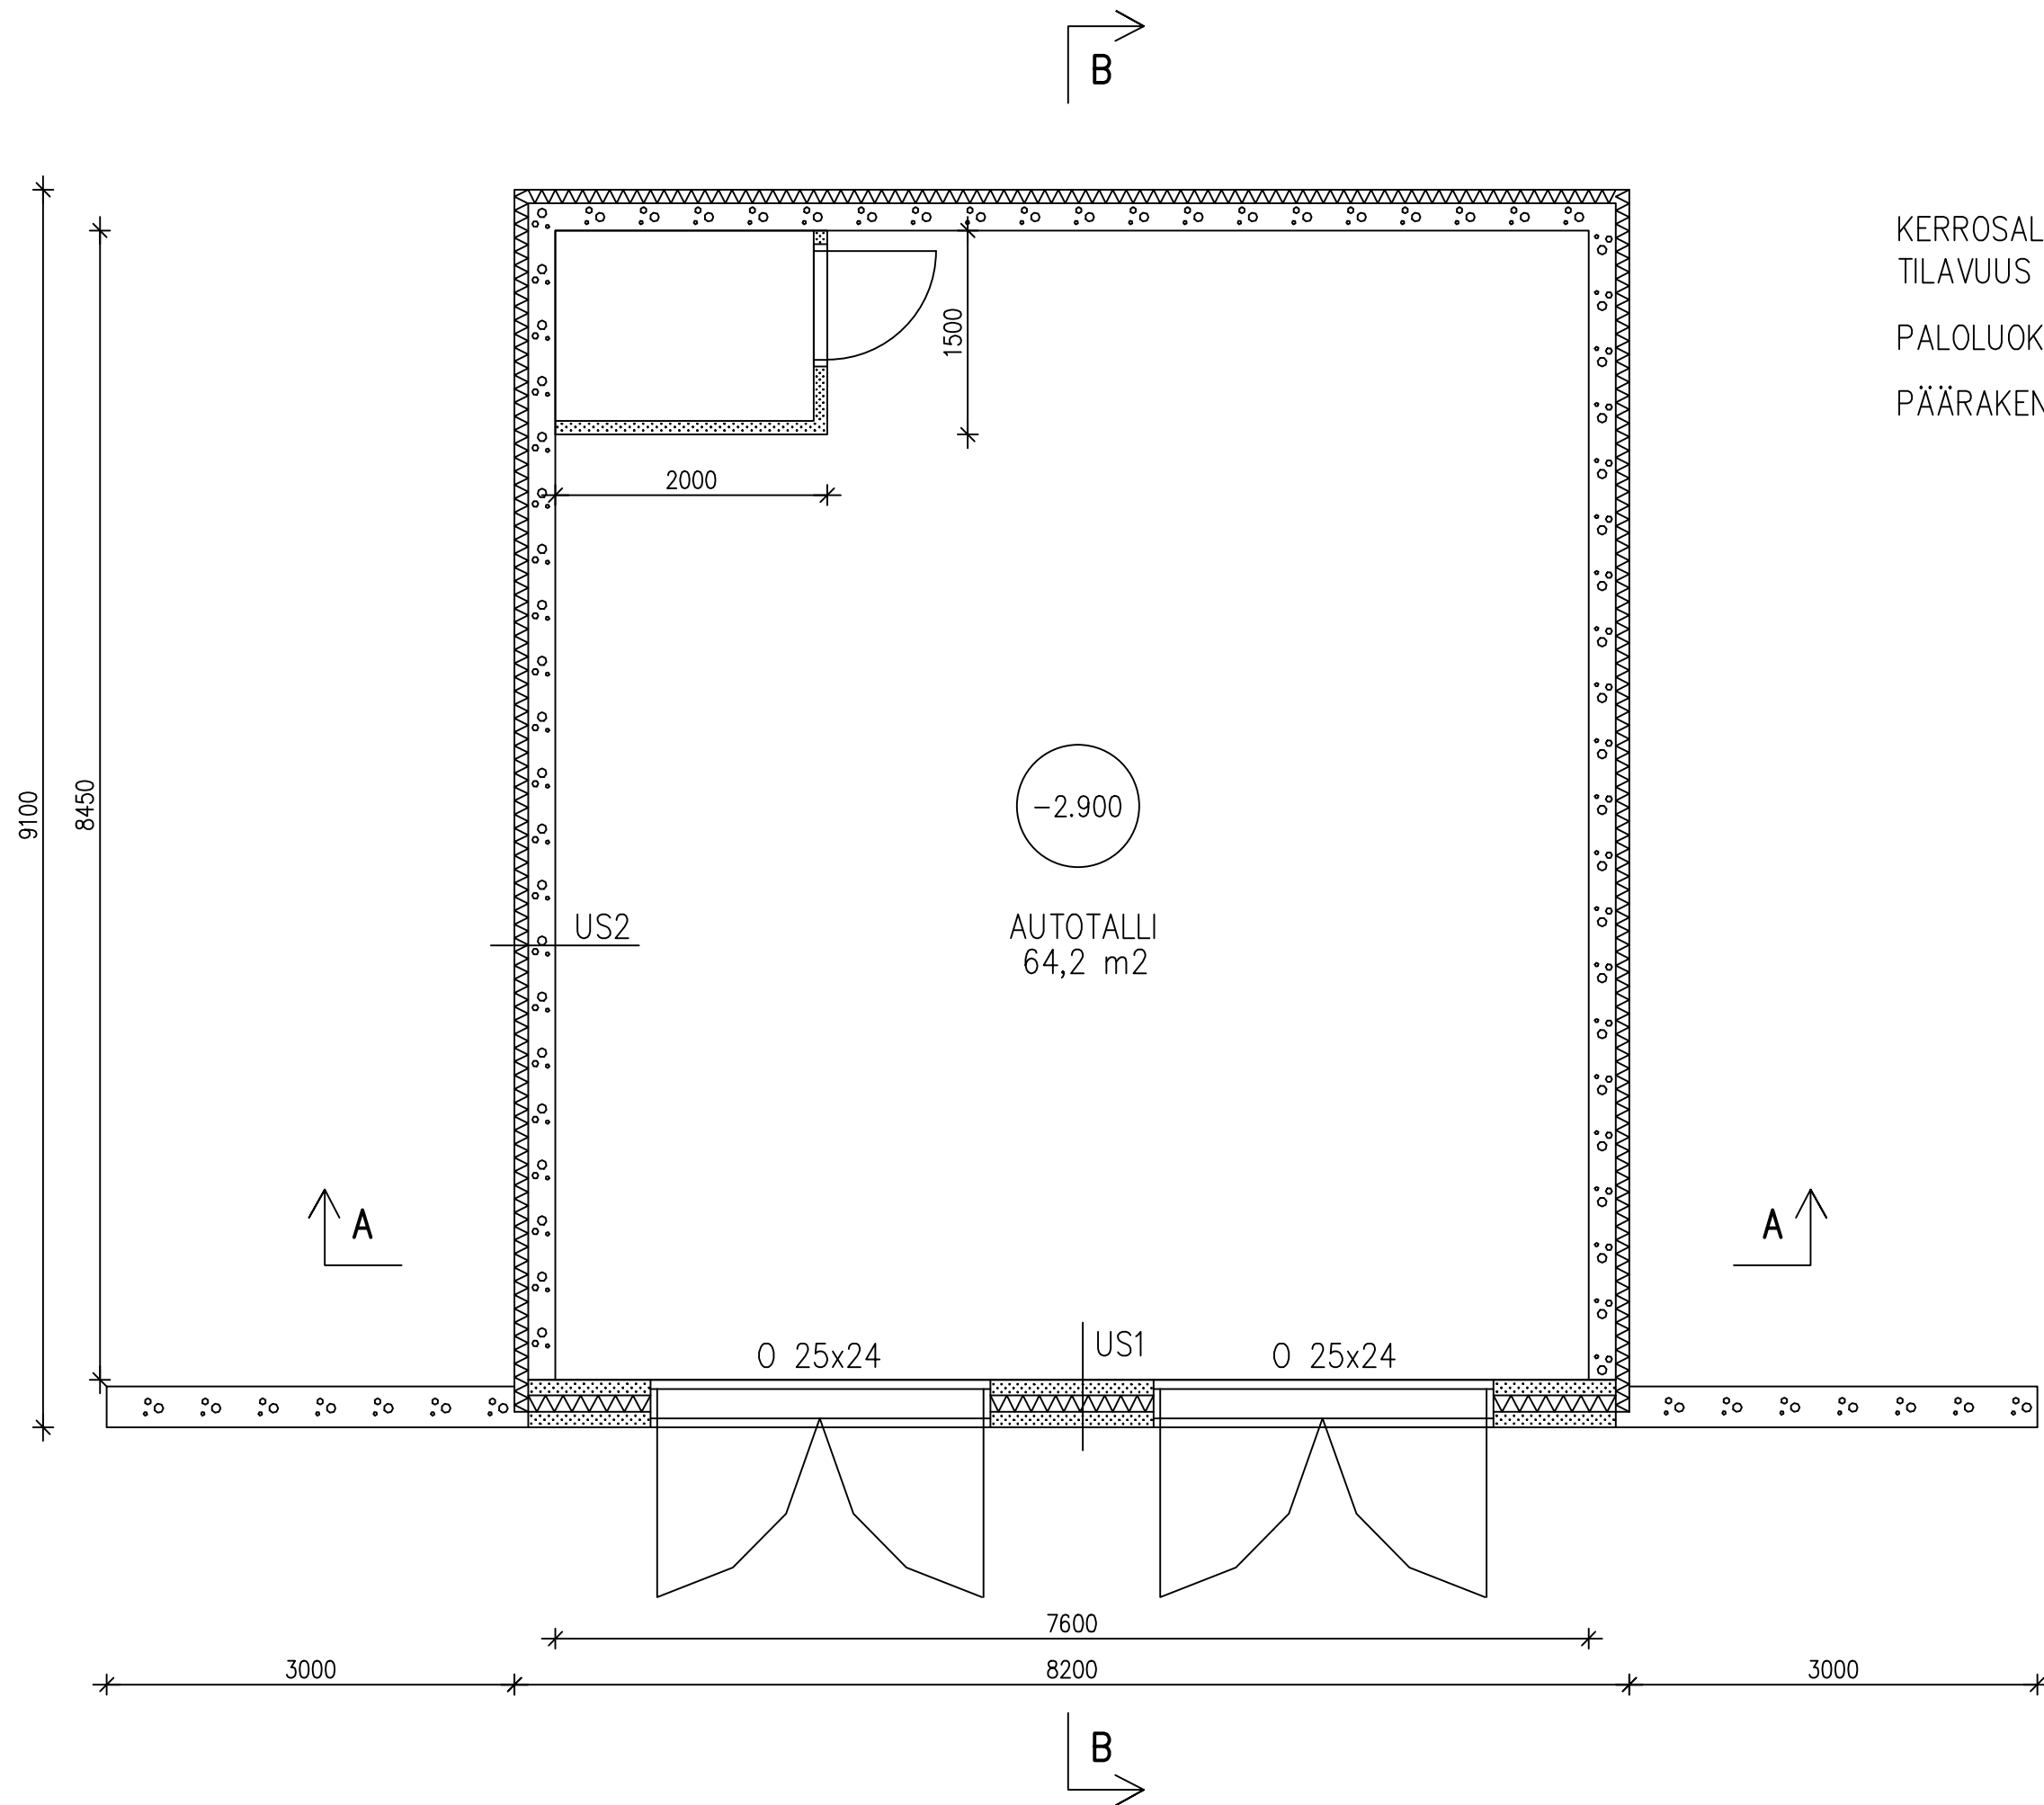 B
KERROSAL
TILAVUUS
PALOLUOK
PÄÄRAKEN
1500
2000
9100
8450
-2.900
US2
AUTOTALLI
64,2 m2
A
A
O 25x24
US1
O 25x24
7600
3000
8200
3000
B